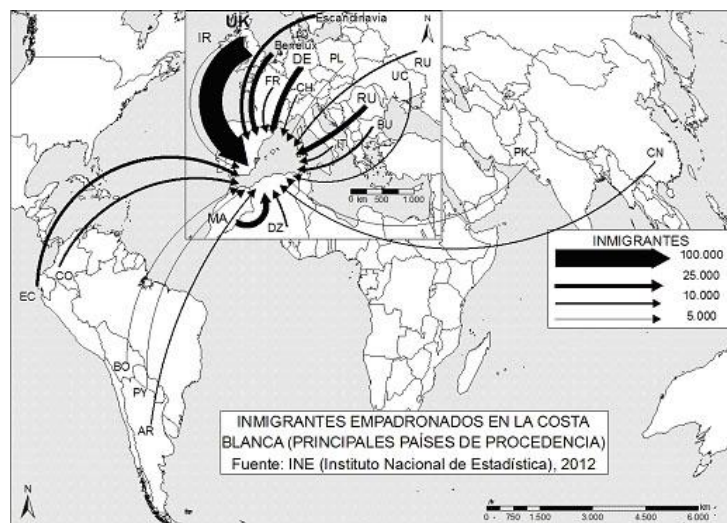 UK
Escandinavia
IR
Benelux
DE
PL
RU
FR
CH
UC
RU
IT
BU
PK
CN
N
0 500 1.000
km
MA
DZ
CO
EC
BO
PY
AR
INMIGRANTES
100.000
25.000
10.000
5.000
INMIGRANTES EMPADRONADOS EN LA COSTA
BLANCA (PRINCIPALES PAÍSES DE PROCEDENCIA)
Fuente: INE (Instituto Nacional de Estadística), 2012
N
0 750 1.500 3.000 4.500 6.000
km